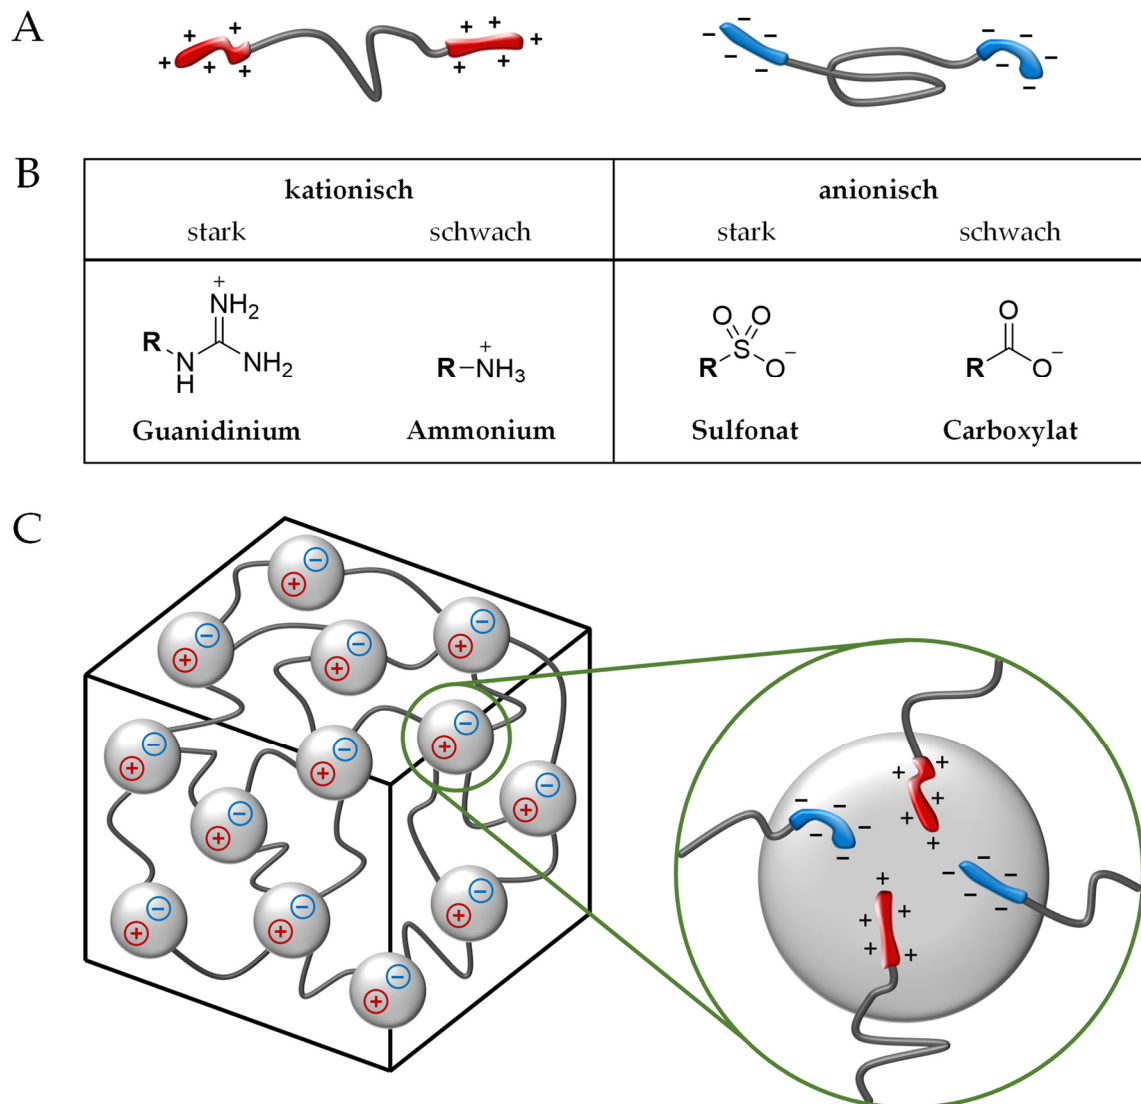 A
B
kationisch anionisch
stark schwach stark schwach
+
NH2
R
N
H
NH2
R
+
NH3
O O
S
R O−
O
R O−
Guanidinium Ammonium Sulfonat Carboxylat
C